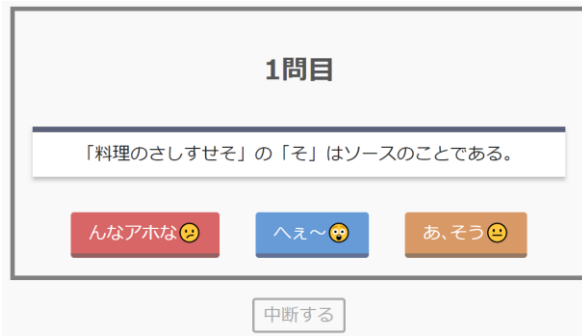 1問目
「料理のさしすせそ」の「そ」はソースのことである。
んなアホな😕
へぇ～😲
あ、そう😐
中断する